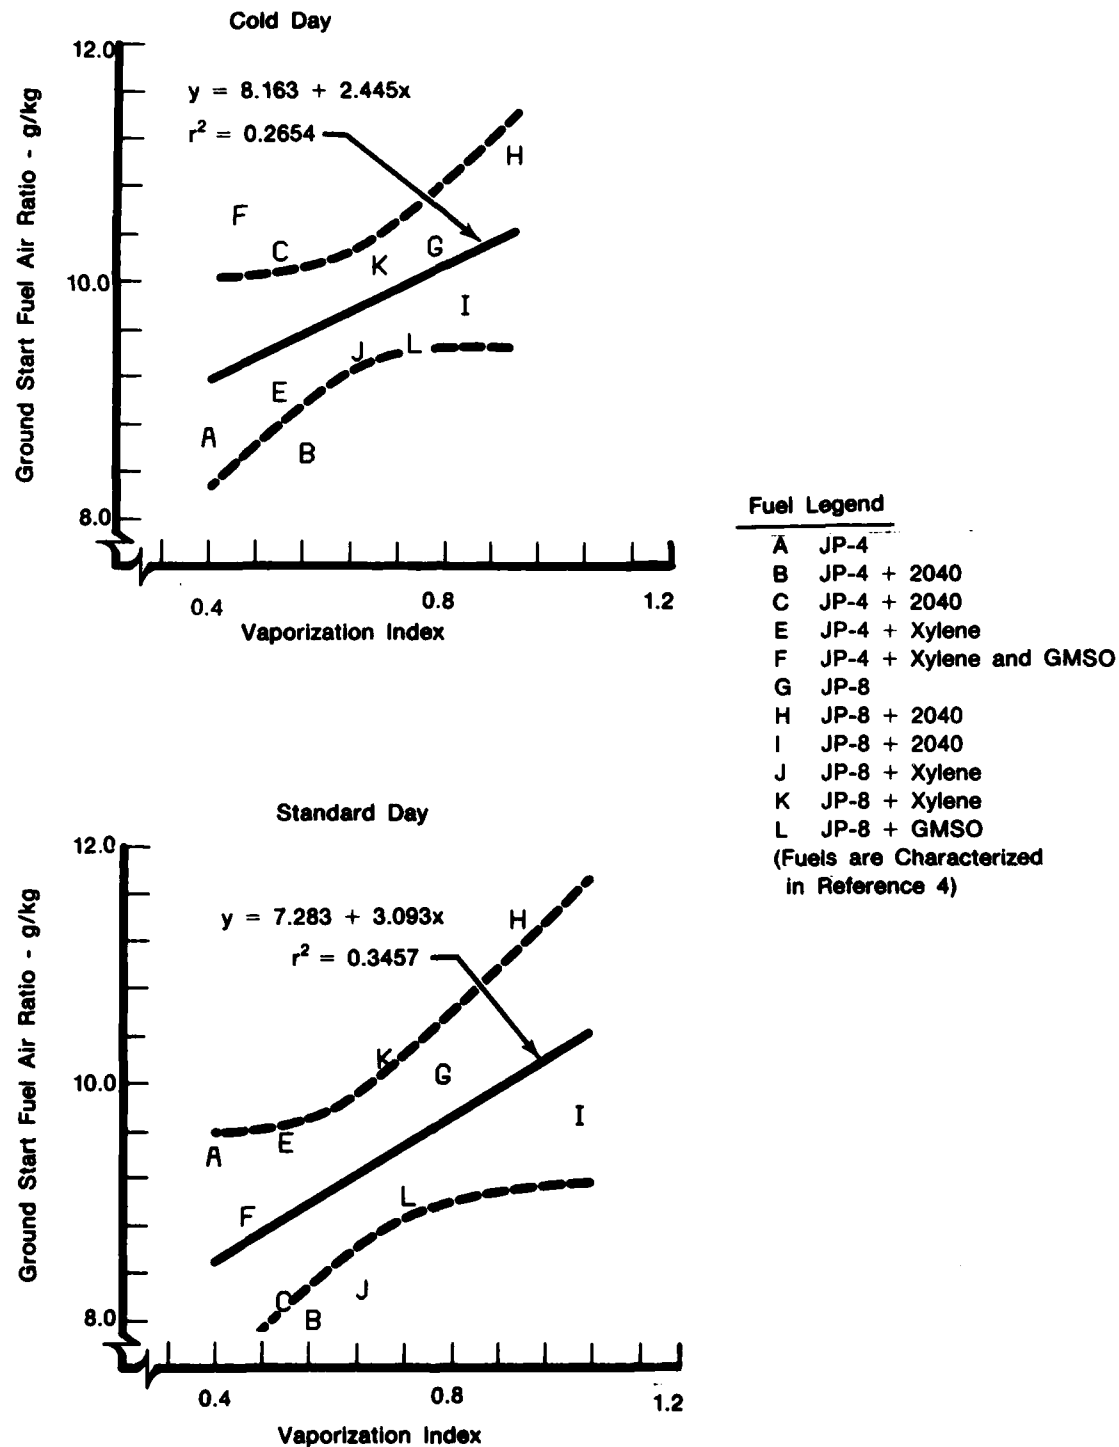 Cold Day
12.0
y = 8.163 + 2.445x
r² = 0.2654
H
F
C
G
K
10.0
I
J
L
E
A
B
8.0
Ground Start Fuel Air Ratio - g/kg
0.4
0.8
1.2
Vaporization Index
Fuel Legend
A JP-4
B JP-4 + 2040
C JP-4 + 2040
E JP-4 + Xylene
F JP-4 + Xylene and GMSO
G JP-8
H JP-8 + 2040
I JP-8 + 2040
J JP-8 + Xylene
K JP-8 + Xylene
L JP-8 + GMSO
(Fuels are Characterized
in Reference 4)
Standard Day
12.0
y = 7.283 + 3.093x
H
r² = 0.3457
K
G
10.0
I
E
A
L
F
J
C
B
8.0
Ground Start Fuel Air Ratio - g/kg
0.4
0.8
1.2
Vaporization Index